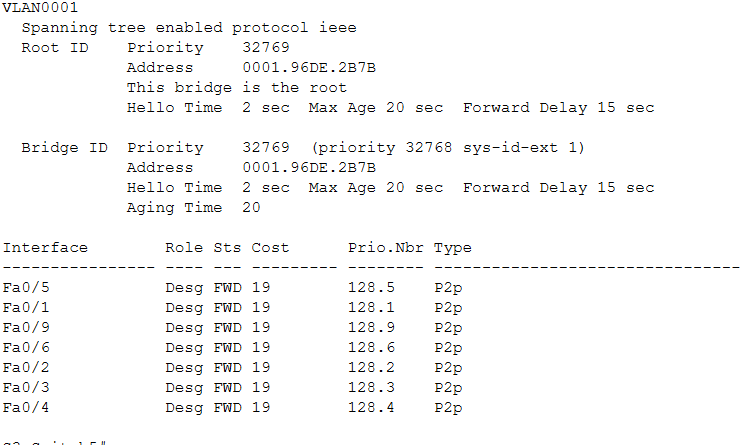 VLAN0001
  Spanning tree enabled protocol ieee
  Root ID    Priority    32769
             Address     0001.96DE.2B7B
             This bridge is the root
             Hello Time  2 sec  Max Age 20 sec  Forward Delay 15 sec

  Bridge ID  Priority    32769  (priority 32768 sys-id-ext 1)
             Address     0001.96DE.2B7B
             Hello Time  2 sec  Max Age 20 sec  Forward Delay 15 sec
             Aging Time  20

Interface        Role Sts Cost      Prio.Nbr Type
---------------- ---- --- --------- -------- --------------------------------
Fa0/5            Desg FWD 19        128.5    P2p
Fa0/1            Desg FWD 19        128.1    P2p
Fa0/9            Desg FWD 19        128.9    P2p
Fa0/6            Desg FWD 19        128.6    P2p
Fa0/2            Desg FWD 19        128.2    P2p
Fa0/3            Desg FWD 19        128.3    P2p
Fa0/4            Desg FWD 19        128.4    P2p